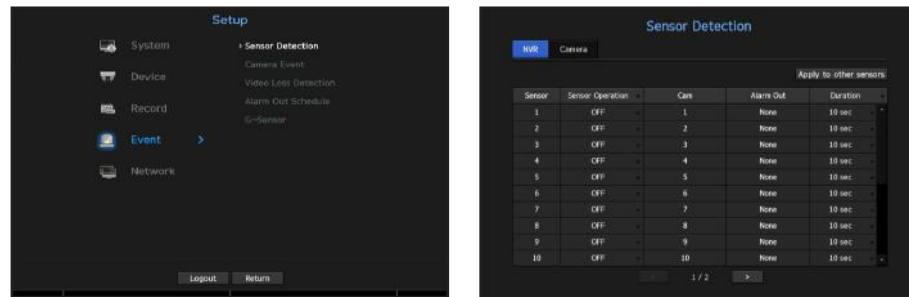 Setup
System
Device
Record
Event >
Network
› Sensor Detection
Camera Event
Video Loss Detection
Alarm Out Schedule
G-Sensor
Logout Return
Sensor Detection
NVR Camera
Apply to other sensors
Sensor Sensor Operation Cam Alarm Out Duration
1 OFF 1 None 10 sec
2 OFF 2 None 10 sec
3 OFF 3 None 10 sec
4 OFF 4 None 10 sec
5 OFF 5 None 10 sec
6 OFF 6 None 10 sec
7 OFF 7 None 10 sec
8 OFF 8 None 10 sec
9 OFF 9 None 10 sec
10 OFF 10 None 10 sec
1 / 2 >